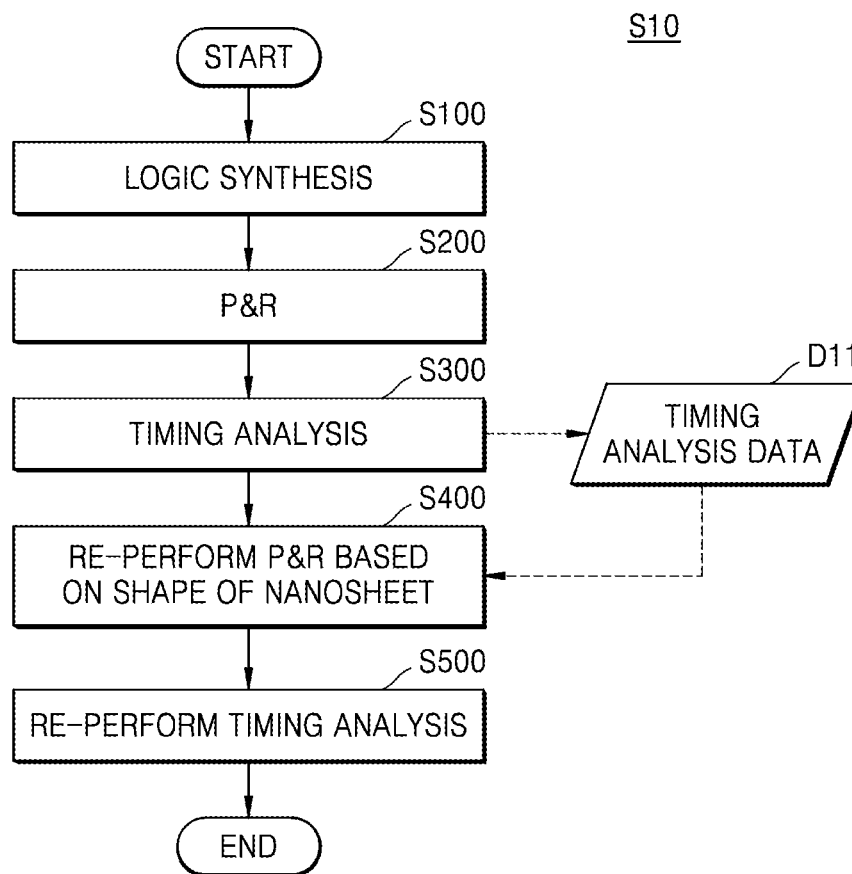 S10
START
S100
LOGIC SYNTHESIS
S200
P&R
S300
TIMING ANALYSIS
D11
TIMING
ANALYSIS DATA
S400
RE-PERFORM P&R BASED
ON SHAPE OF NANOSHEET
S500
RE-PERFORM TIMING ANALYSIS
END